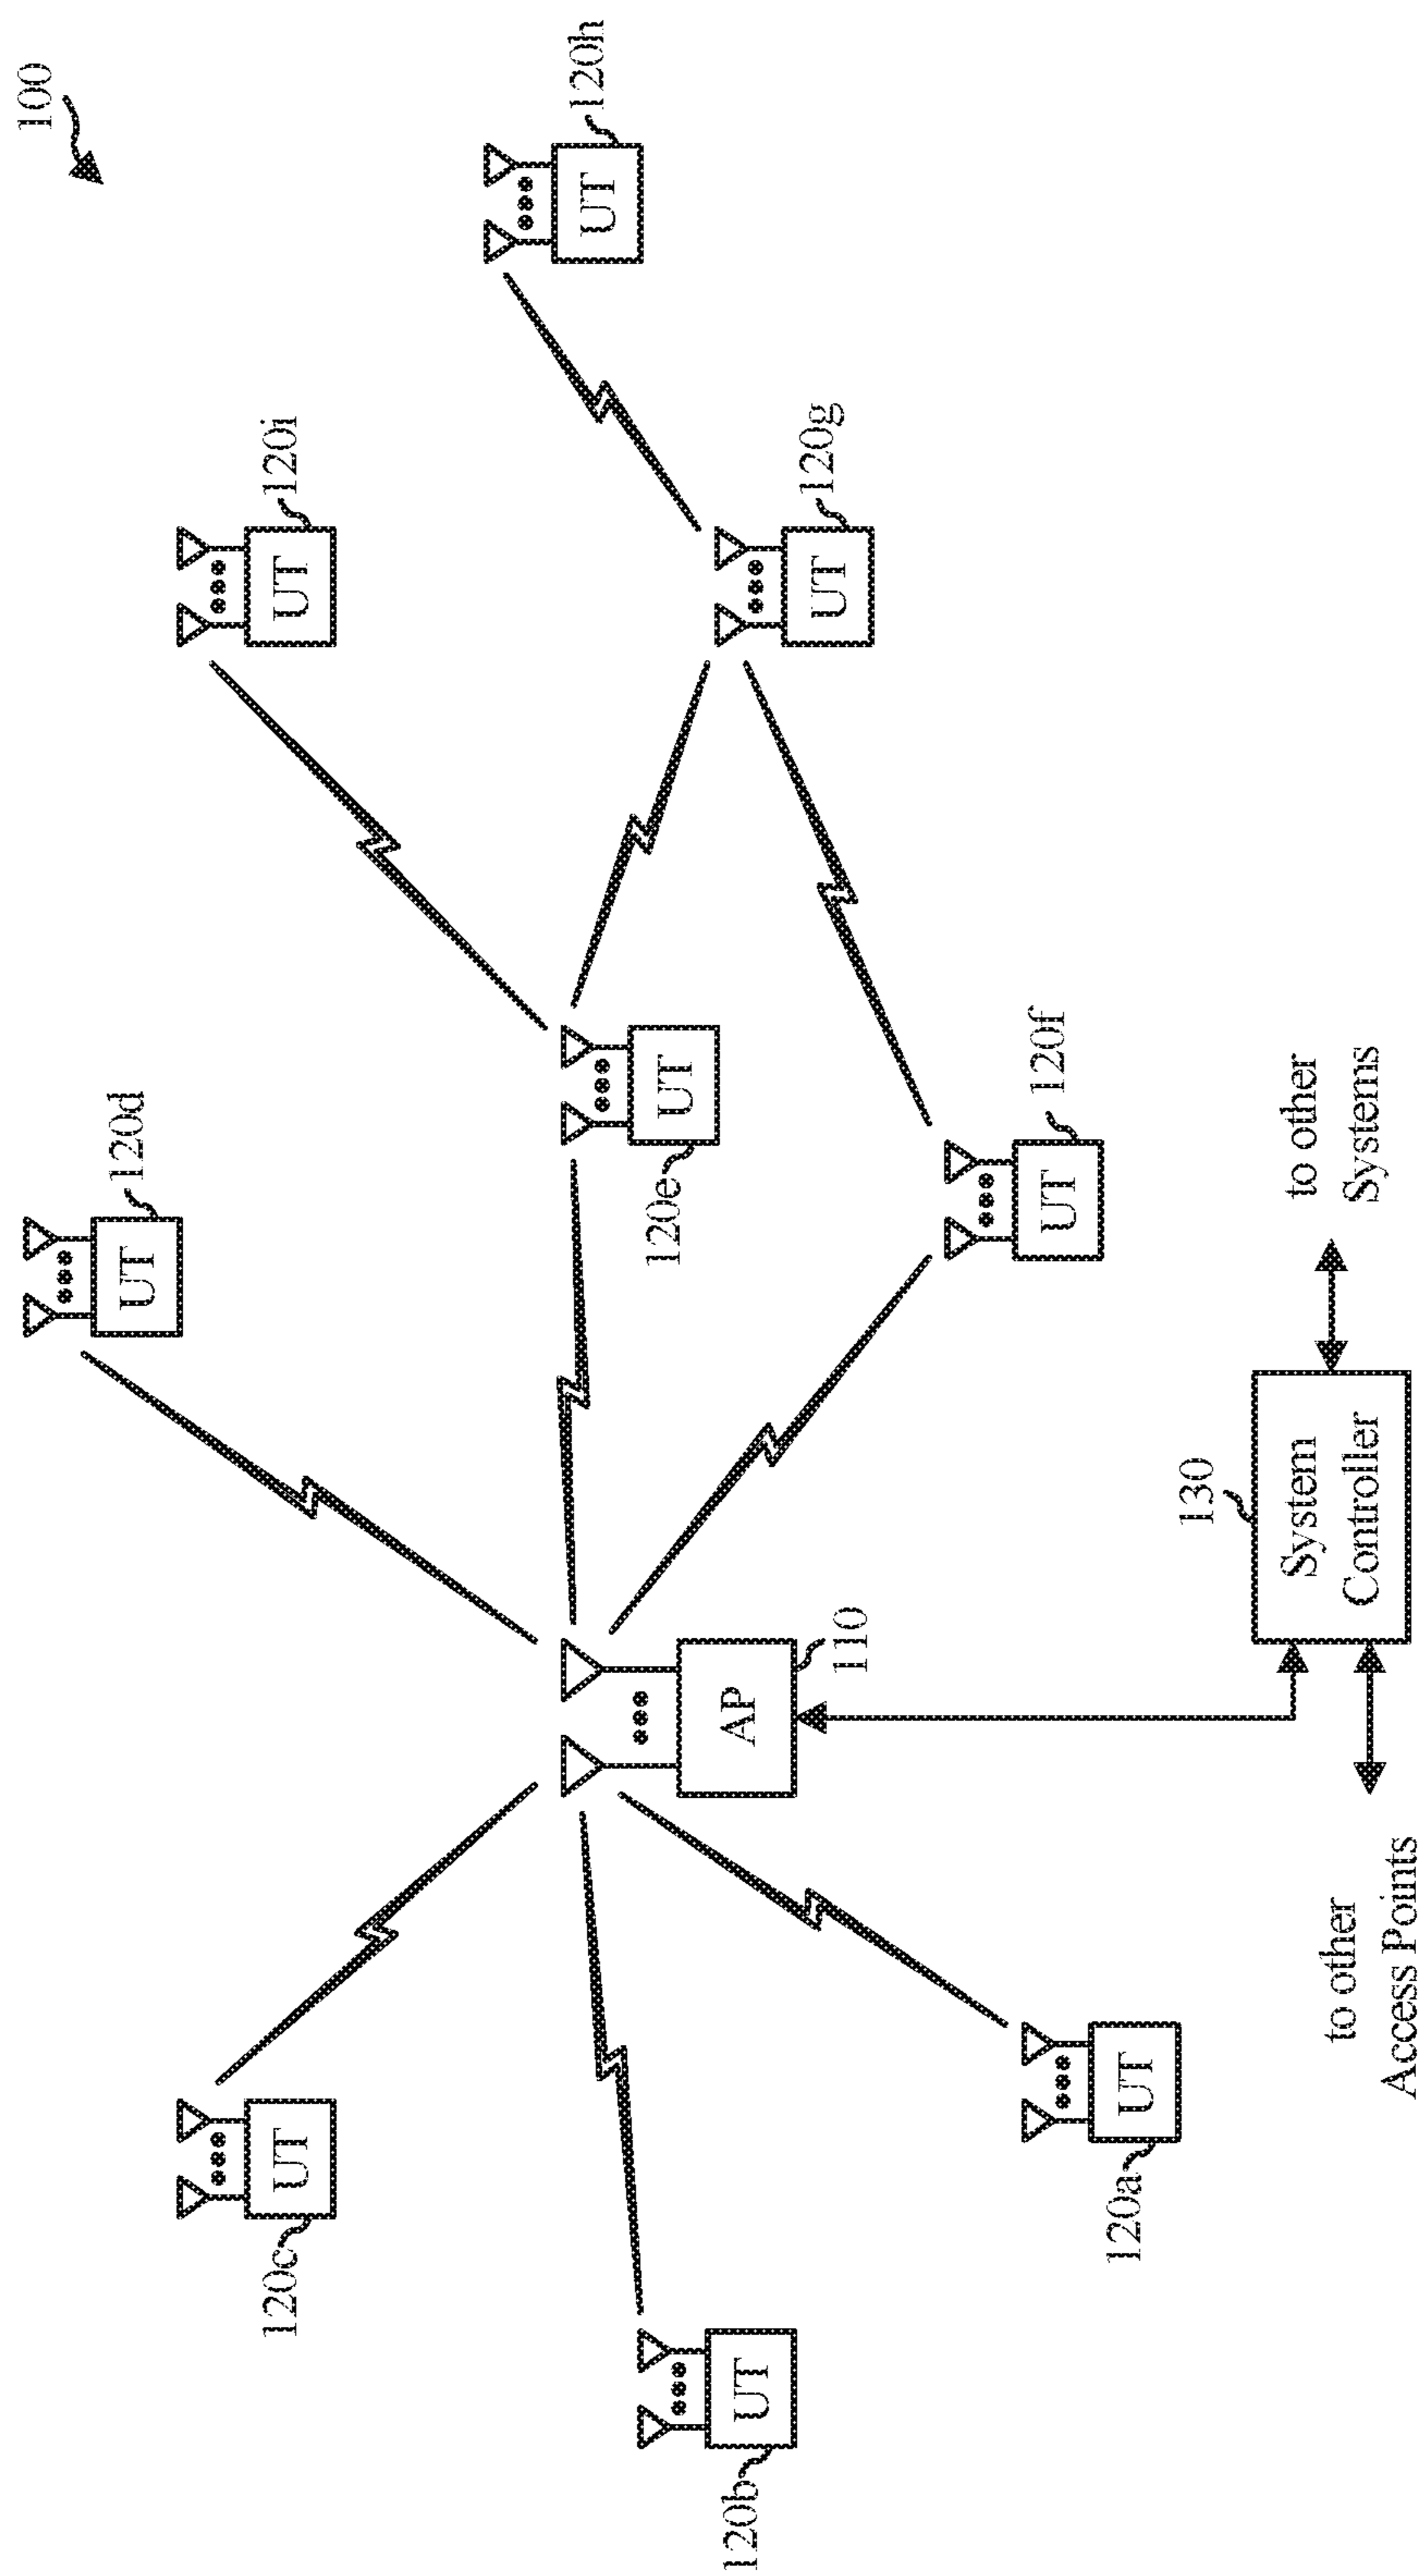 100
120d
UT
120i
UT
120c
UT
120h
UT
120e
UT
AP
110
120g
UT
120b
UT
120f
UT
120a
UT
130
System
Controller
to other
Systems
to other
Access Points